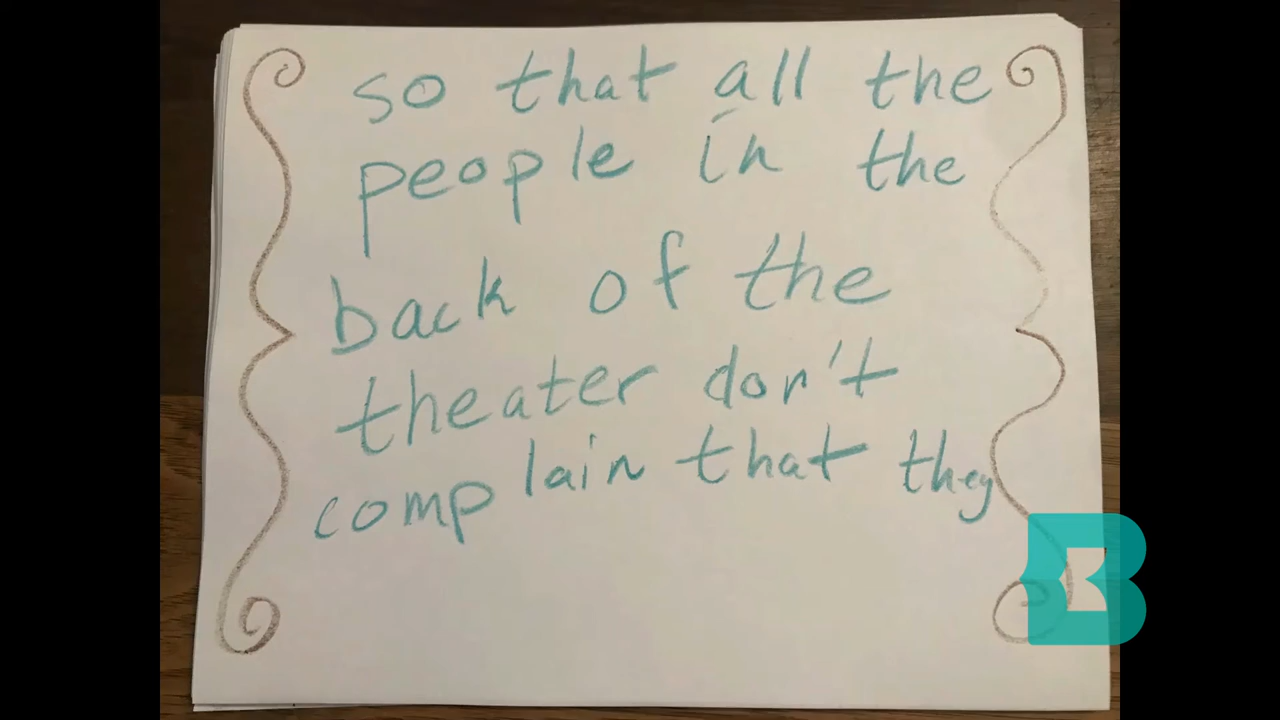 so that all the
people in the
back of the
theater don't
complain that they